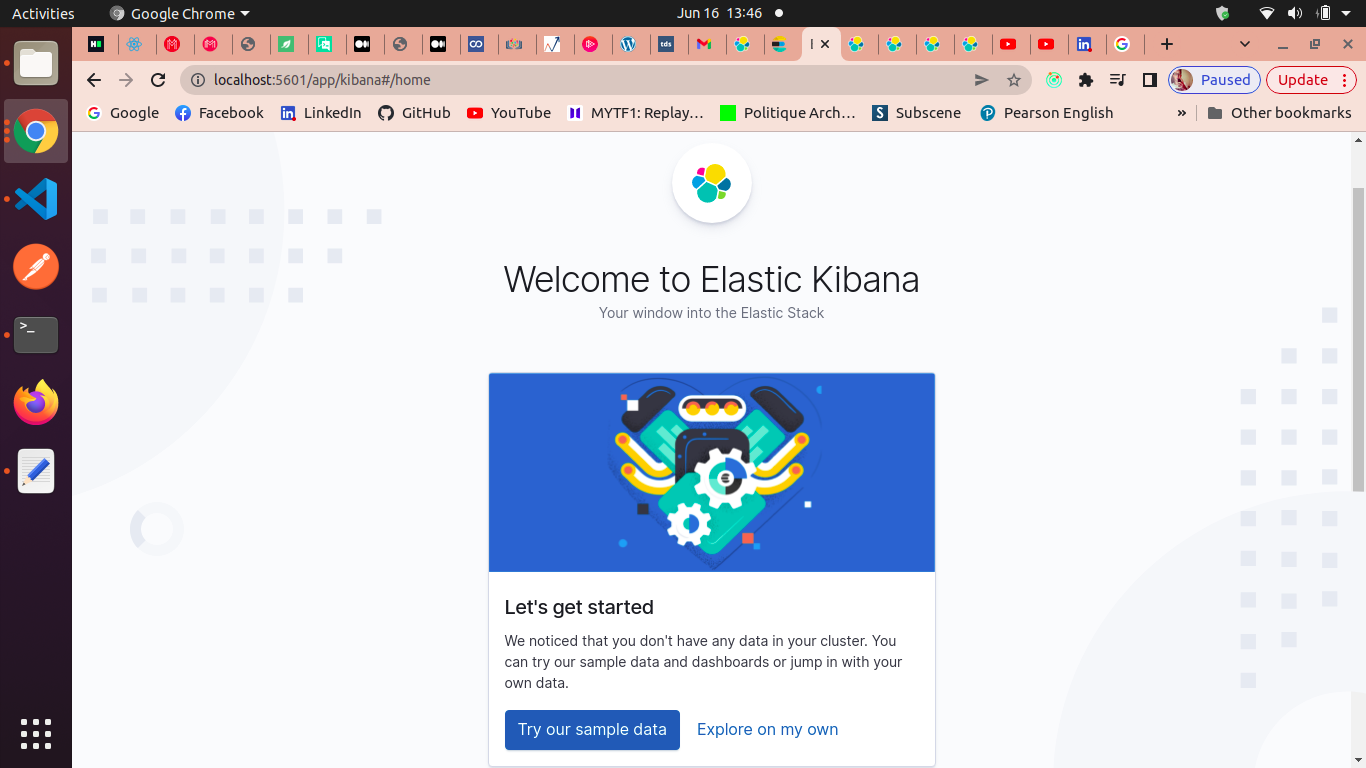 Activities Google Chrome Jun 16 13:46
localhost:5601/app/kibana#/home Paused Update
Google Facebook LinkedIn GitHub YouTube MYTF1: Replay… Politique Arch… Subscene Pearson English » Other bookmarks
Welcome to Elastic Kibana
Your window into the Elastic Stack
Let's get started
We noticed that you don't have any data in your cluster. You
can try our sample data and dashboards or jump in with your
own data.
Try our sample data Explore on my own